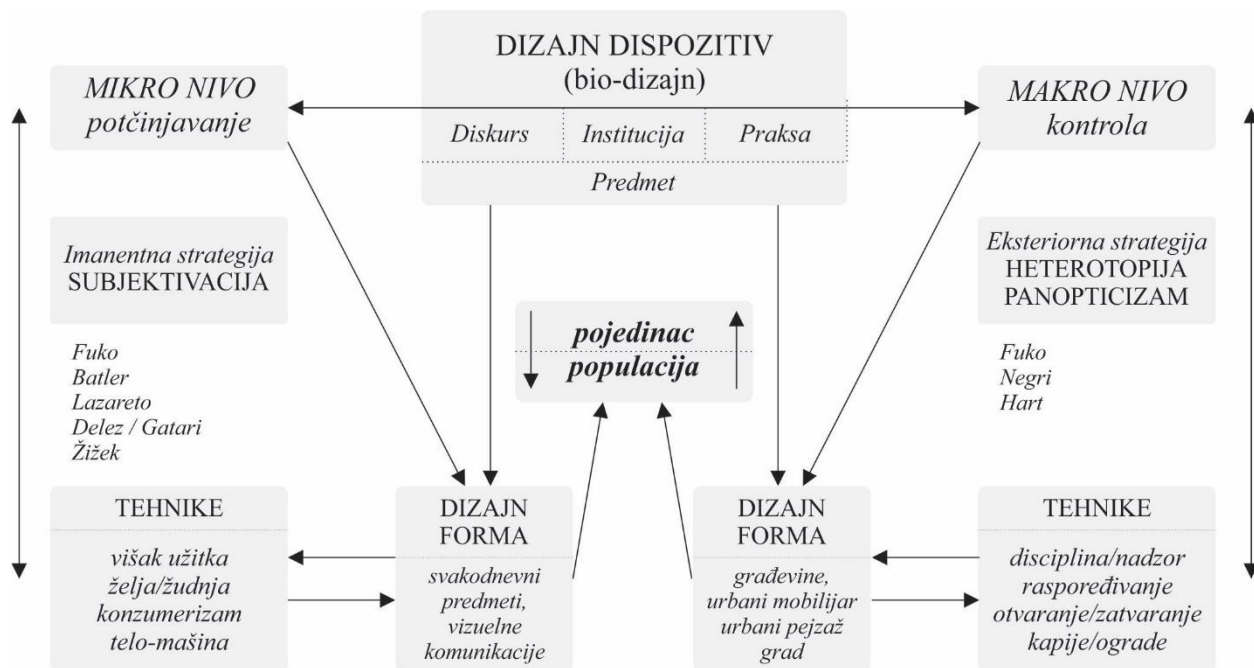 DIZAJN DISPOZITIV
(bio-dizajn)
Diskurs
Institucija
Praksa
Predmet
MIKRO NIVO
potčinjavanje
MAKRO NIVO
kontrola
Imanentna strategija
SUBJEKTIVACIJA
Eksteriorna strategija
HETEROTOPIJA
PANOPTICIZAM
pojedinac
populacija
Fuko
Batler
Lazareto
Delez / Gatari
Žižek
Fuko
Negri
Hart
TEHNIKE
višak užitka
želja/žudnja
konzumerizam
telo-mašina
DIZAJN
FORMA
svakodnevni
predmeti,
vizuelne
komunikacije
DIZAJN
FORMA
građevine,
urbani mobilijar
urbani pejzaž
grad
TEHNIKE
disciplina/nadzor
raspoređivanje
otvaranje/zatvaranje
kapije/ograde